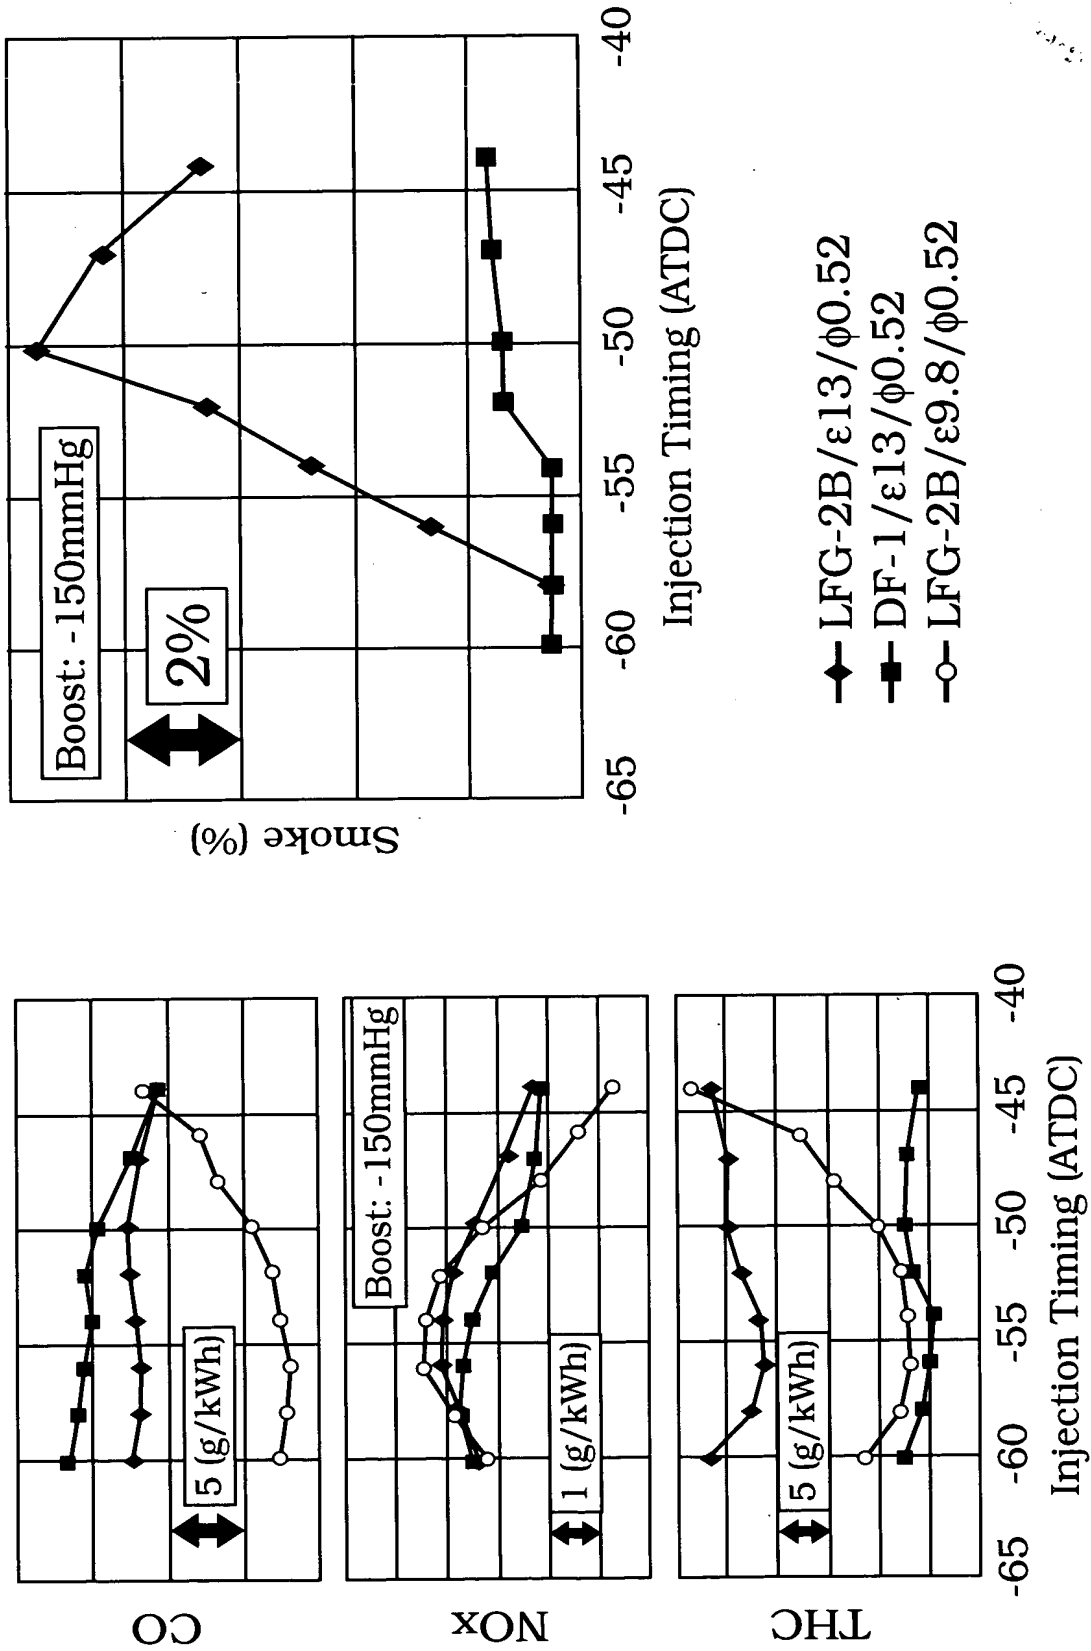 CO
5 (g/kWh)
NOx
Boost: -150mmHg
1 (g/kWh)
THC
5 (g/kWh)
-65
-60
-55
-50
-45
-40
Injection Timing (ATDC)
Smoke (%)
Boost: -150mmHg
2%
-65
-60
-55
-50
-45
-40
Injection Timing (ATDC)
LFG-2B/ε13/ϕ0.52
DF-1/ε13/ϕ0.52
LFG-2B/ε9.8/ϕ0.52